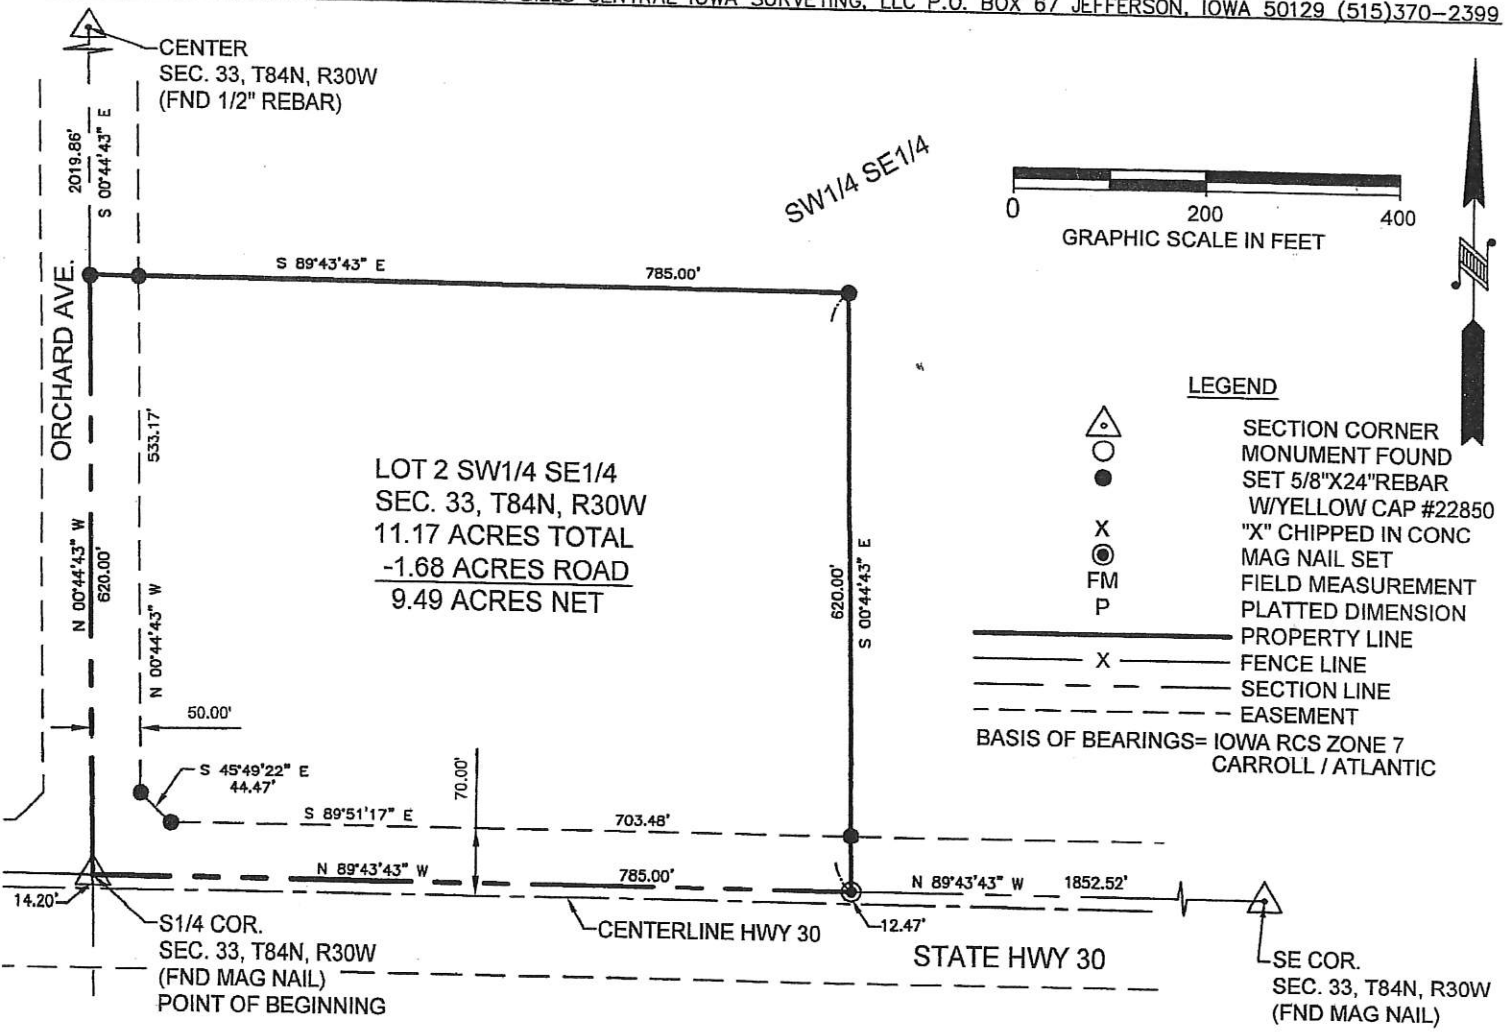 CENTRAL IOWA SURVEYING, LLC P.O. BOX 67 JEFFERSON, IOWA 50129 (515)370-2399
CENTER
SEC. 33, T84N, R30W
(FND 1/2" REBAR)
2019.86'
S 00°44'43" E
SW1/4 SE1/4
0 200 400
GRAPHIC SCALE IN FEET
S 89°43'43" E 785.00'
ORCHARD AVE.
533.17'
N 00°44'43" W
N 00°44'43" W
620.00'
LOT 2 SW1/4 SE1/4
SEC. 33, T84N, R30W
11.17 ACRES TOTAL
-1.68 ACRES ROAD
9.49 ACRES NET
620.00'
S 00°44'43" E
LEGEND
SECTION CORNER
MONUMENT FOUND
SET 5/8"X24"REBAR
W/YELLOW CAP #22850
X "X" CHIPPED IN CONC
MAG NAIL SET
FM FIELD MEASUREMENT
P PLATTED DIMENSION
PROPERTY LINE
X FENCE LINE
SECTION LINE
EASEMENT
BASIS OF BEARINGS= IOWA RCS ZONE 7
CARROLL / ATLANTIC
50.00'
S 45°49'22" E
44.47'
70.00'
S 89°51'17" E 703.48'
N 89°43'43" W 785.00'
N 89°43'43" W 1852.52'
14.20'
12.47'
CENTERLINE HWY 30
STATE HWY 30
S1/4 COR.
SEC. 33, T84N, R30W
(FND MAG NAIL)
POINT OF BEGINNING
SE COR.
SEC. 33, T84N, R30W
(FND MAG NAIL)